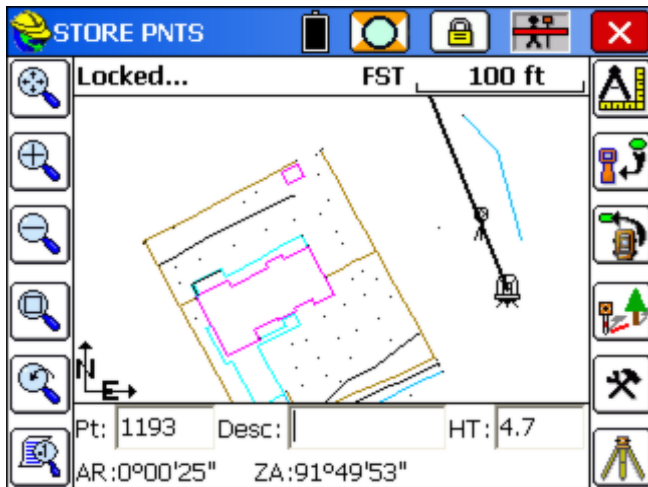 STORE PNTS
Locked... FST 100 ft
N
E
Pt: 1193 Desc: HT: 4.7
AR:0°00'25" ZA:91°49'53"